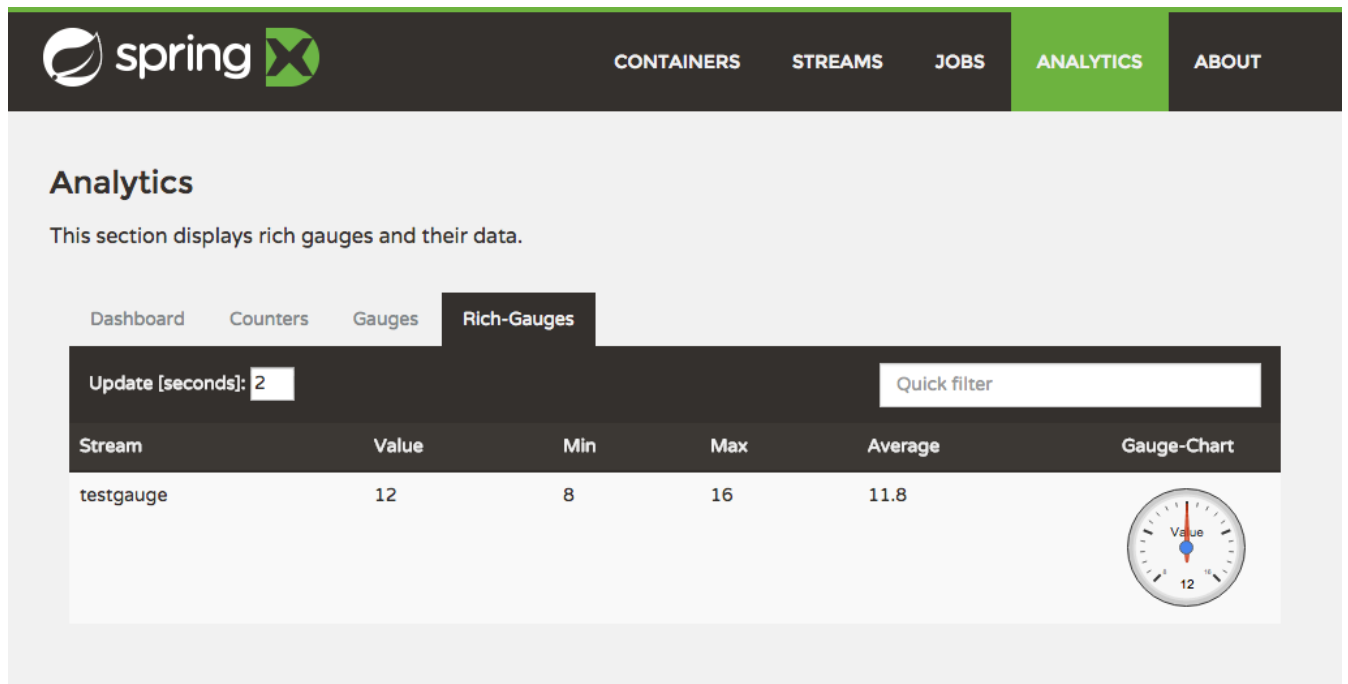 spring X
CONTAINERS STREAMS JOBS ANALYTICS ABOUT
Analytics
This section displays rich gauges and their data.
Dashboard Counters Gauges Rich-Gauges
Update [seconds]: 2 Quick filter
Stream Value Min Max Average Gauge-Chart
testgauge 12 8 16 11.8
Value
8 16
12